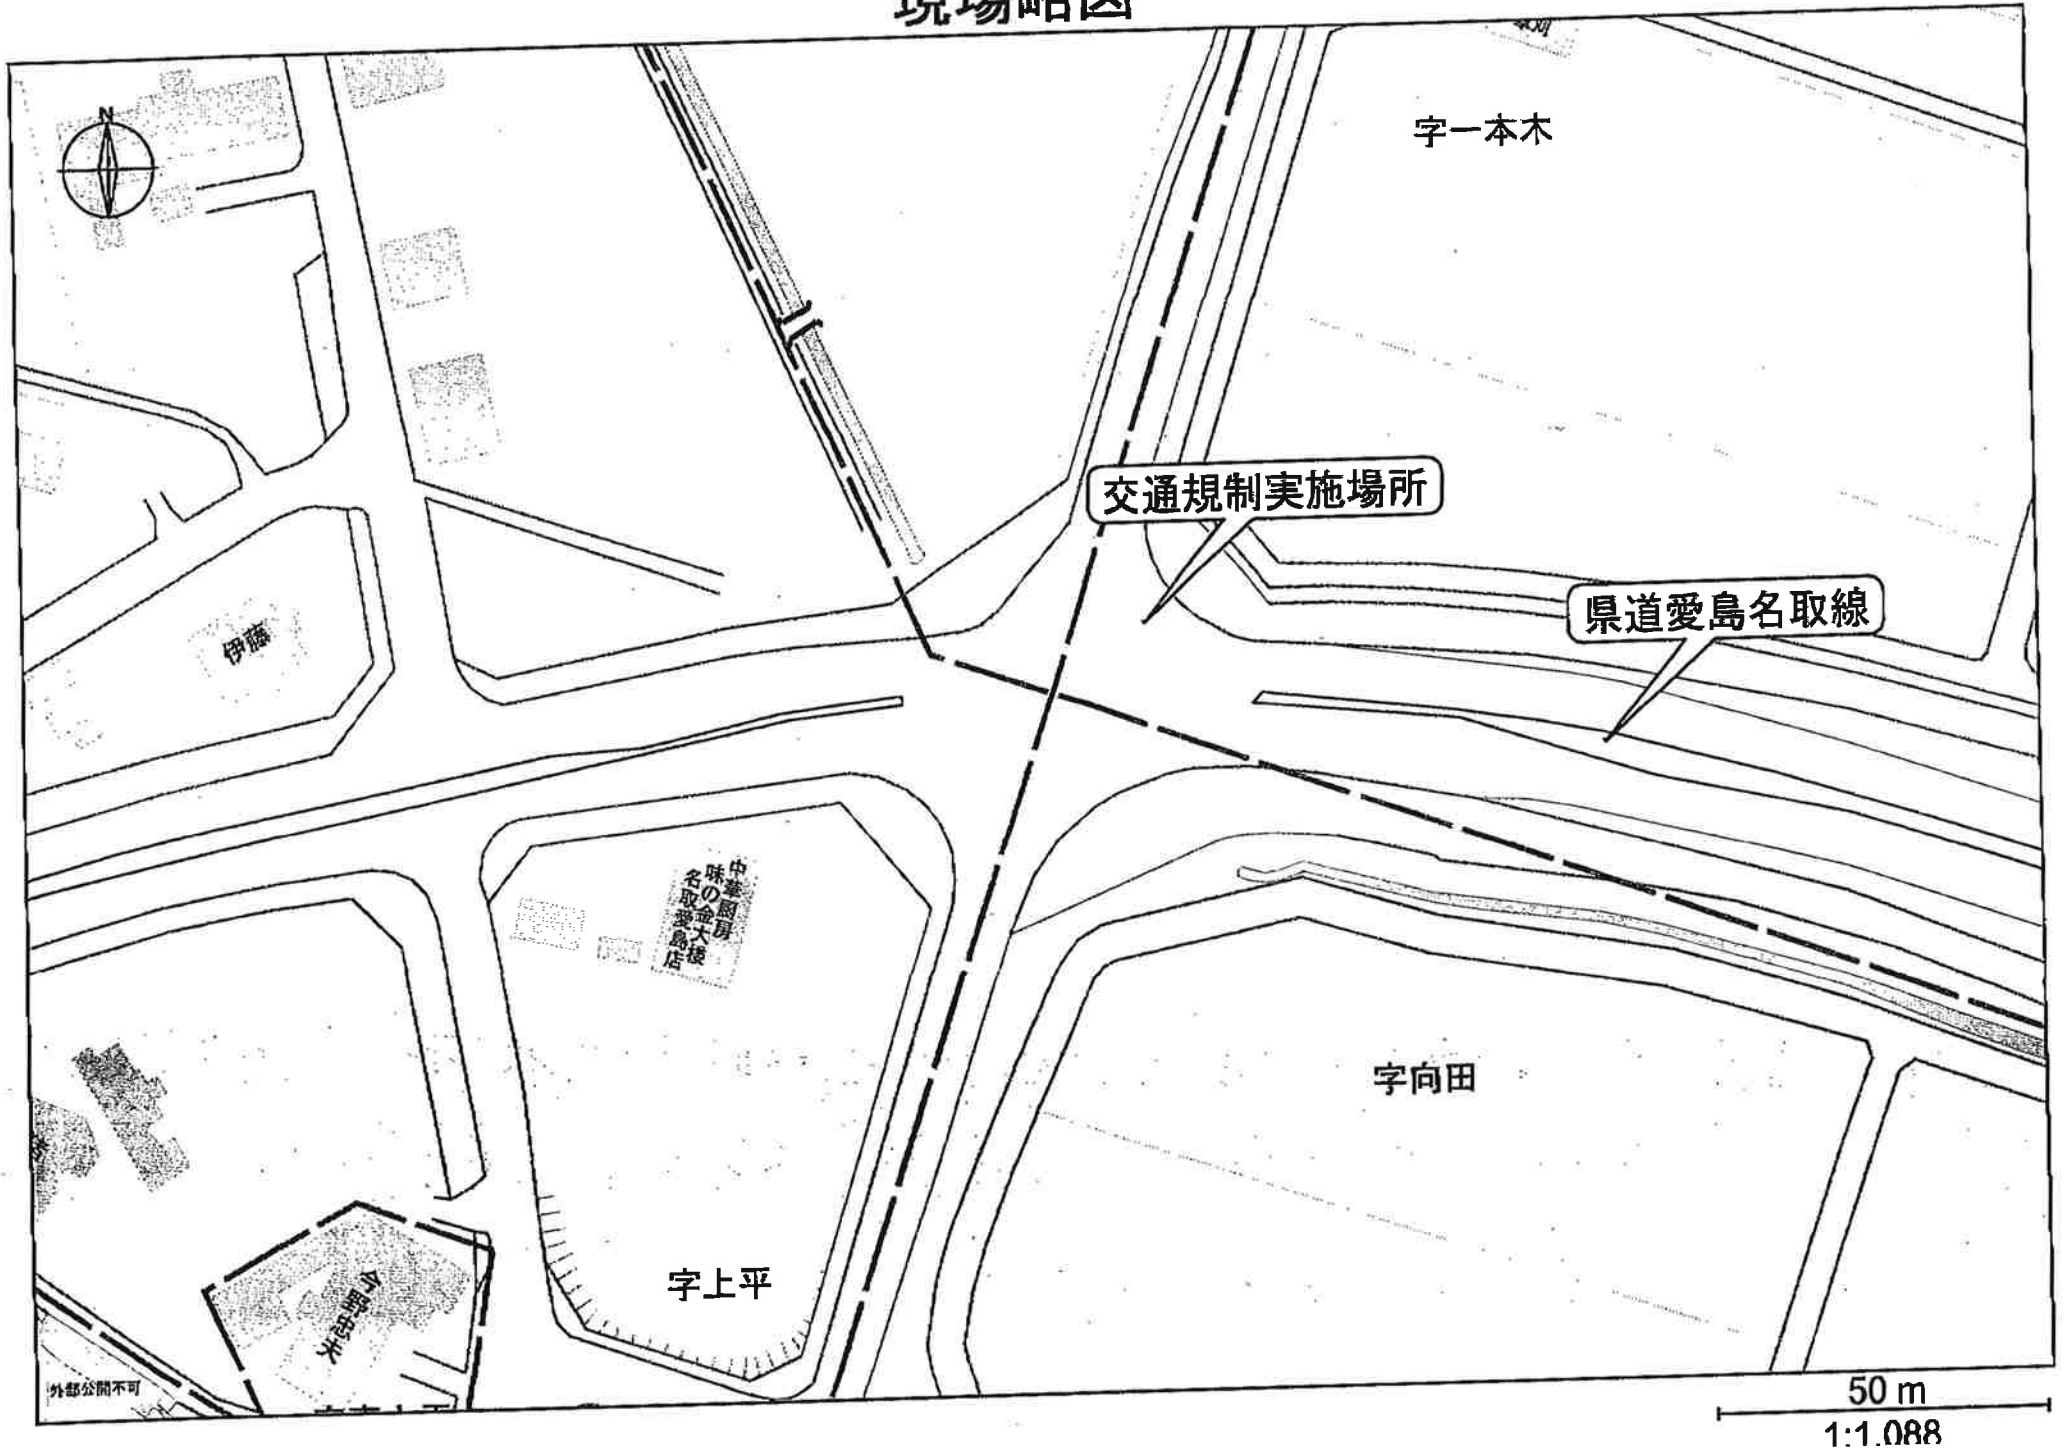 現場略図
N
字一本木
交通規制実施場所
県道愛島名取線
伊藤
中華厨房
味の金大楼
名取愛島店
字向田
字上平
今野忠夫
外部公開不可
50 m
1:1,088